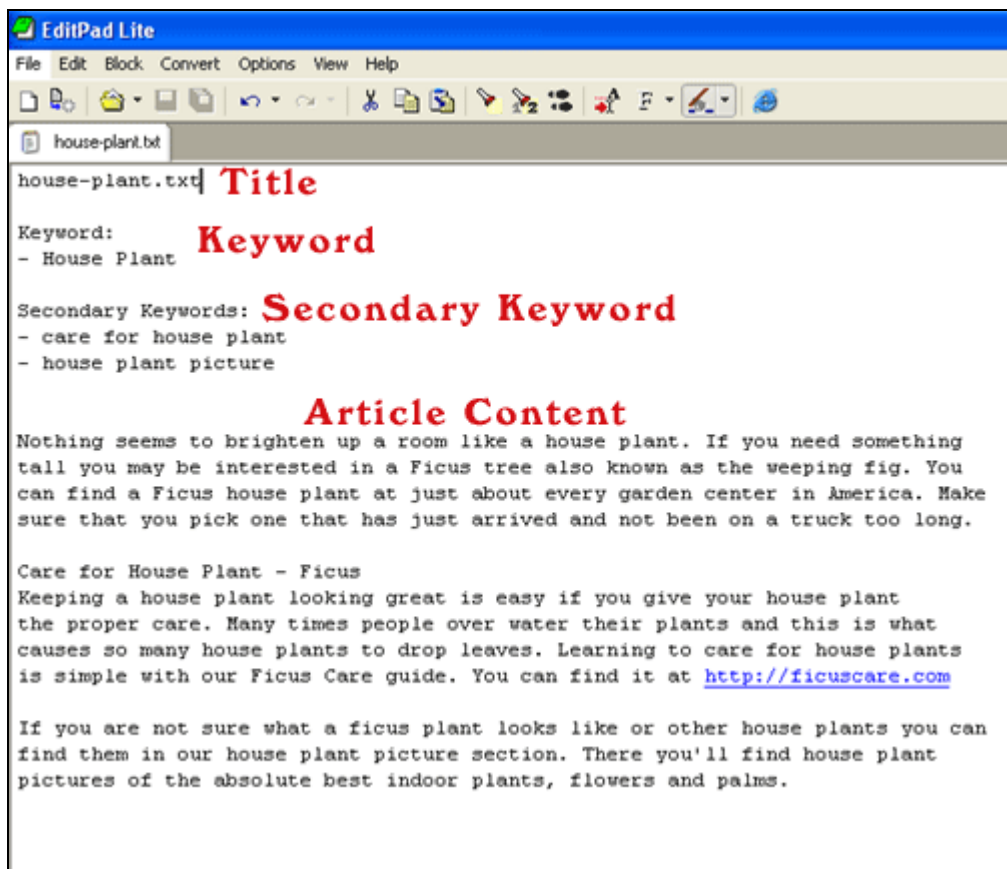 EditPad Lite
File Edit Block Convert Options View Help
house-plant.txt
house-plant.txt Title
Keyword: Keyword
- House Plant
Secondary Keywords: Secondary Keyword
- care for house plant
- house plant picture
Article Content
Nothing seems to brighten up a room like a house plant. If you need something
tall you may be interested in a Ficus tree also known as the weeping fig. You
can find a Ficus house plant at just about every garden center in America. Make
sure that you pick one that has just arrived and not been on a truck too long.
Care for House Plant - Ficus
Keeping a house plant looking great is easy if you give your house plant
the proper care. Many times people over water their plants and this is what
causes so many house plants to drop leaves. Learning to care for house plants
is simple with our Ficus Care guide. You can find it at http://ficuscare.com
If you are not sure what a ficus plant looks like or other house plants you can
find them in our house plant picture section. There you'll find house plant
pictures of the absolute best indoor plants, flowers and palms.